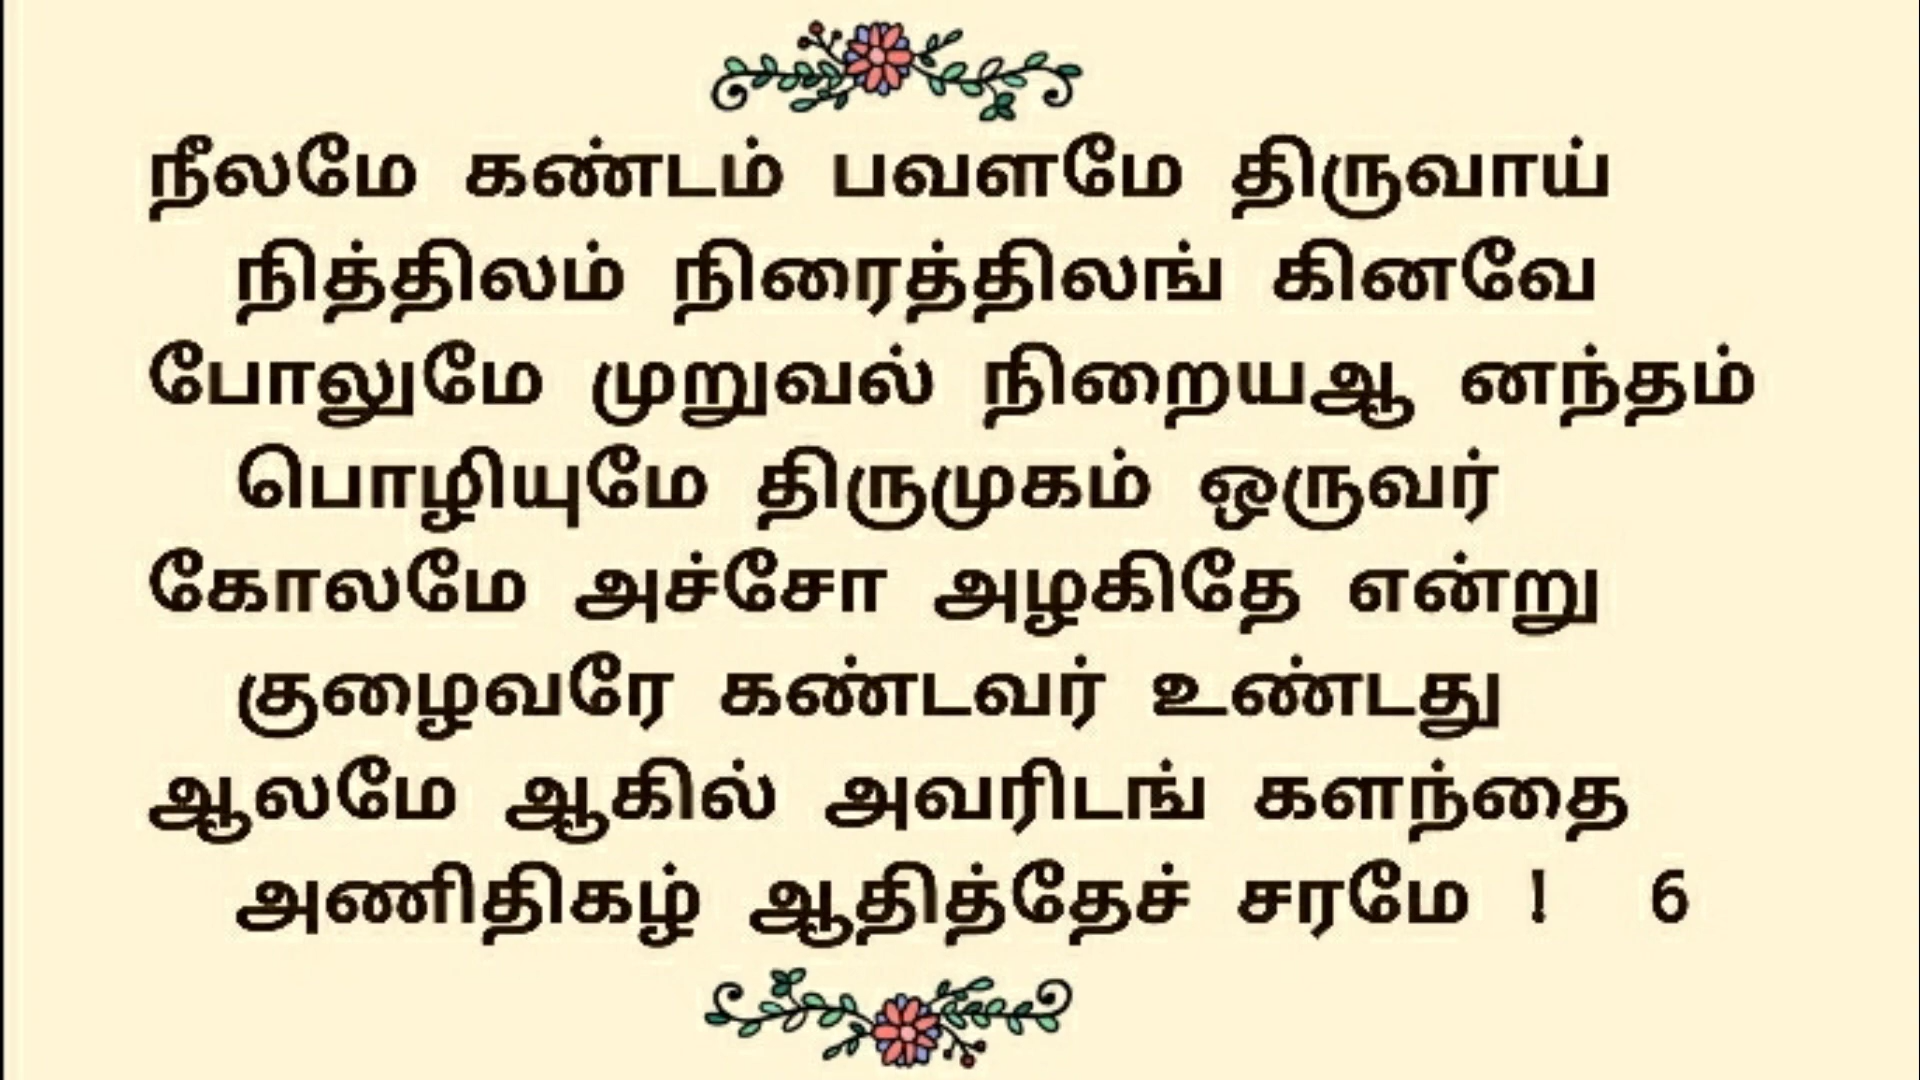 நீலமே கண்டம் பவளமே திருவாய்
நித்திலம் நிரைத்திலங் கினவே
போலுமே முறுவல் நிறையஆ னந்தம்
பொழியுமே திருமுகம் ஒருவர்
கோலமே அச்சோ அழகிதே என்று
குழைவரே கண்டவர் உண்டது
ஆலமே ஆகில் அவரிடங் களந்தை
அணிதிகழ் ஆதித்தேச் சரமே ! 6